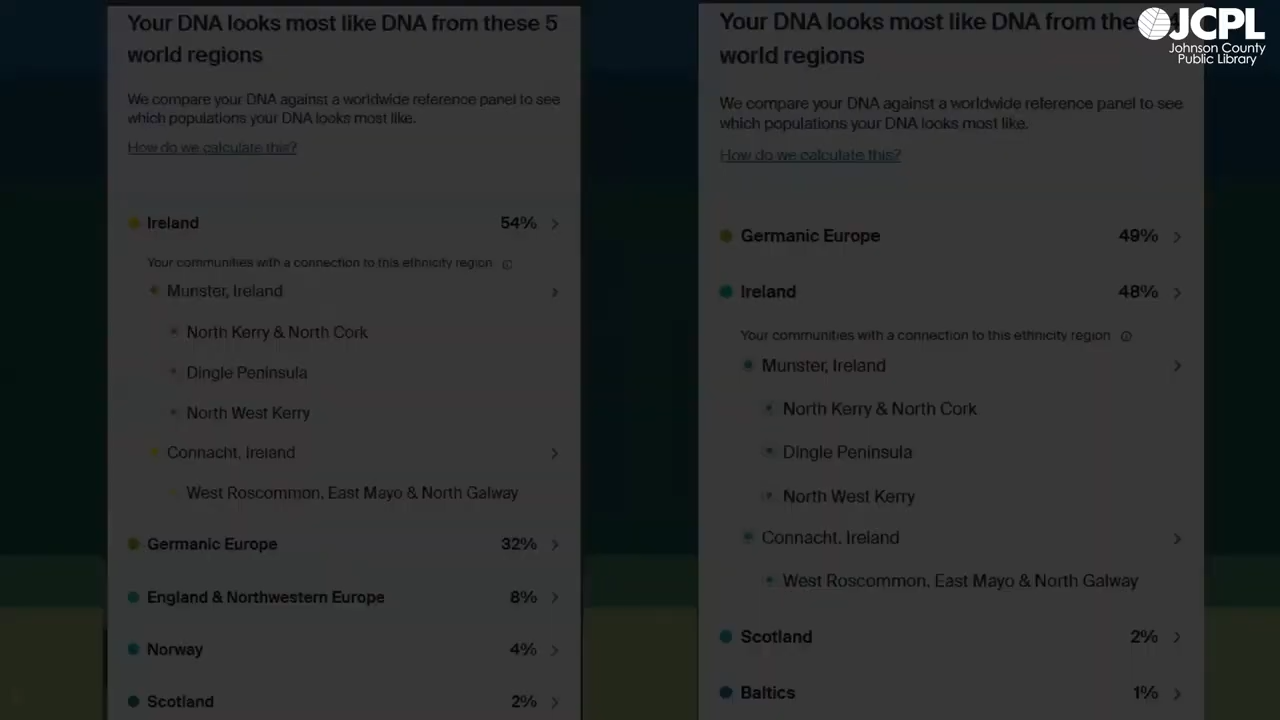 Your DNA looks most like DNA from these 5
world regions
We compare your DNA against a worldwide reference panel to see
which populations your DNA looks most like.
How do we calculate this?
Ireland 54%
Your communities with a connection to this ethnicity region
Munster, Ireland
North Kerry & North Cork
Dingle Peninsula
North West Kerry
Connacht, Ireland
West Roscommon, East Mayo & North Galway
Germanic Europe 32%
England & Northwestern Europe 8%
Norway 4%
Scotland 2%
Your DNA looks most like DNA from these 4
world regions
We compare your DNA against a worldwide reference panel to see
which populations your DNA looks most like.
How do we calculate this?
Germanic Europe 49%
Ireland 48%
Your communities with a connection to this ethnicity region
Munster, Ireland
North Kerry & North Cork
Dingle Peninsula
North West Kerry
Connacht, Ireland
West Roscommon, East Mayo & North Galway
Scotland 2%
Baltics 1%
JCPL
Johnson County
Public Library